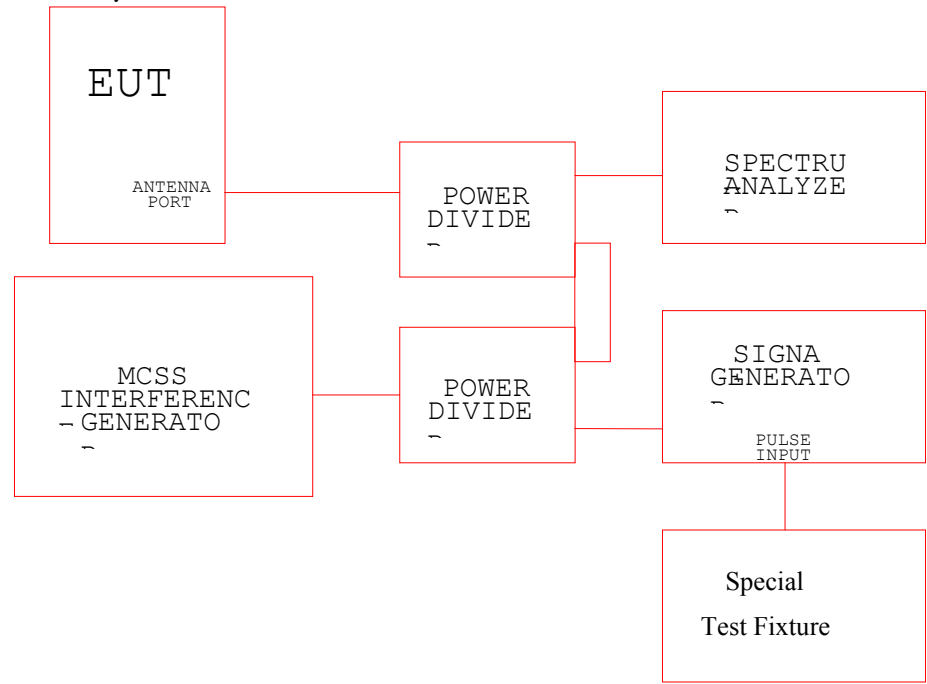 EUT
ANTENNA
PORT
POWER
DIVIDE
SPECTRU
ANALYZE
MCSS
INTERFERENC
GENERATO
POWER
DIVIDE
SIGNA
GENERATO
PULSE
INPUT
Special
Test Fixture